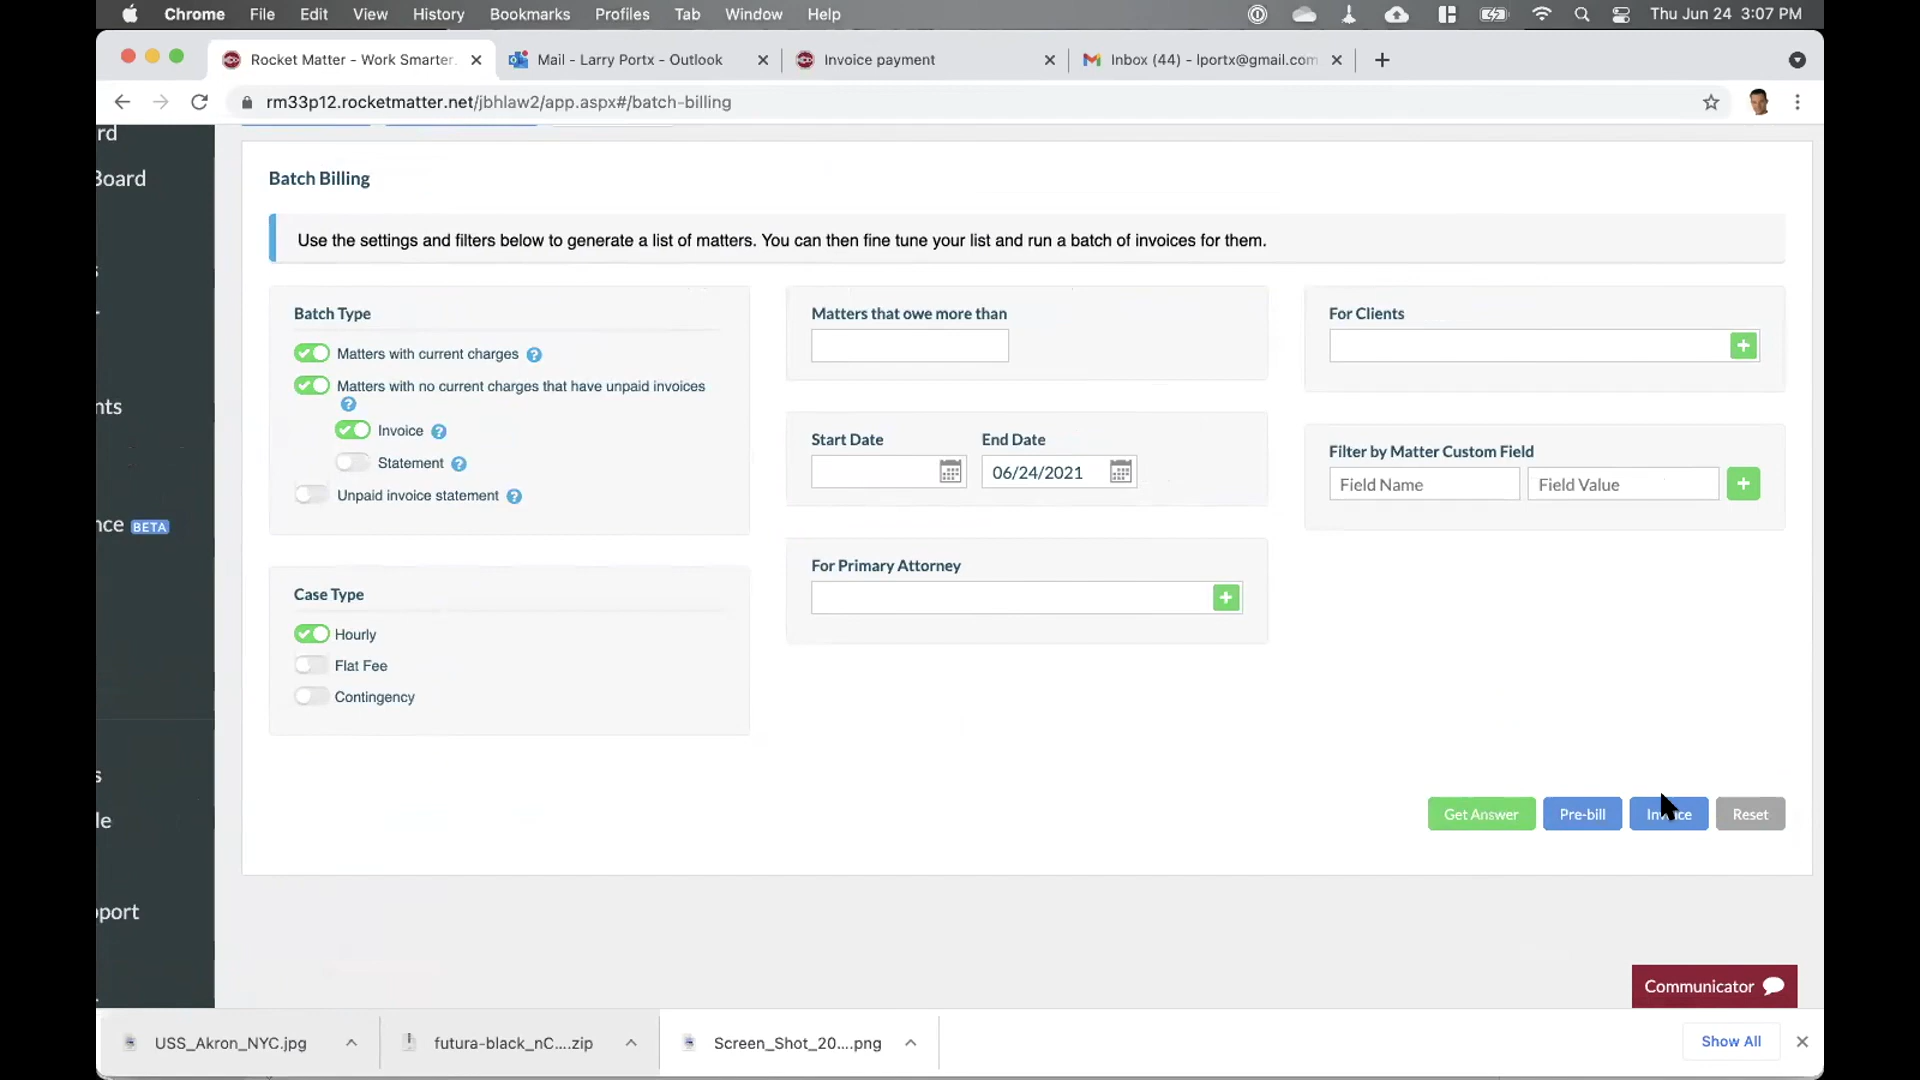 Chrome File Edit View History Bookmarks Profiles Tab Window Help Thu Jun 24 3:07 PM
Rocket Matter - Work Smarter. Mail - Larry Portx - Outlook Invoice payment Inbox (44) - lportx@gmail.com
rm33p12.rocketmatter.net/jbhlaw2/app.aspx#/batch-billing
rd
Board
s
nts
nce BETA
s
le
pport
Batch Billing
Use the settings and filters below to generate a list of matters. You can then fine tune your list and run a batch of invoices for them.
Batch Type
Matters with current charges ?
Matters with no current charges that have unpaid invoices
?
Invoice ?
Statement ?
Unpaid invoice statement ?
Case Type
Hourly
Flat Fee
Contingency
Matters that owe more than
Start Date End Date
06/24/2021
For Primary Attorney
For Clients
Filter by Matter Custom Field
Field Name Field Value
Get Answer Pre-bill Invoice Reset
Communicator
USS_Akron_NYC.jpg futura-black_nC....zip Screen_Shot_20....png Show All